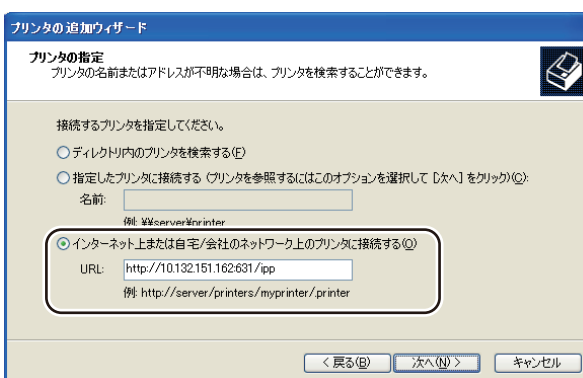 プリンタの追加ウィザード
プリンタの指定
プリンタの名前またはアドレスが不明な場合は、プリンタを検索することができます。
接続するプリンタを指定してください。
ディレクトリ内のプリンタを検索する(F)
指定したプリンタに接続する (プリンタを参照するにはこのオプションを選択して [次へ] をクリック)(C):
名前:
例: ¥¥server¥printer
インターネット上または自宅/会社のネットワーク上のプリンタに接続する(O)
URL: http://10.132.151.162:631/ipp
例: http://server/printers/myprinter/.printer
< 戻る(B) 次へ(N) > キャンセル